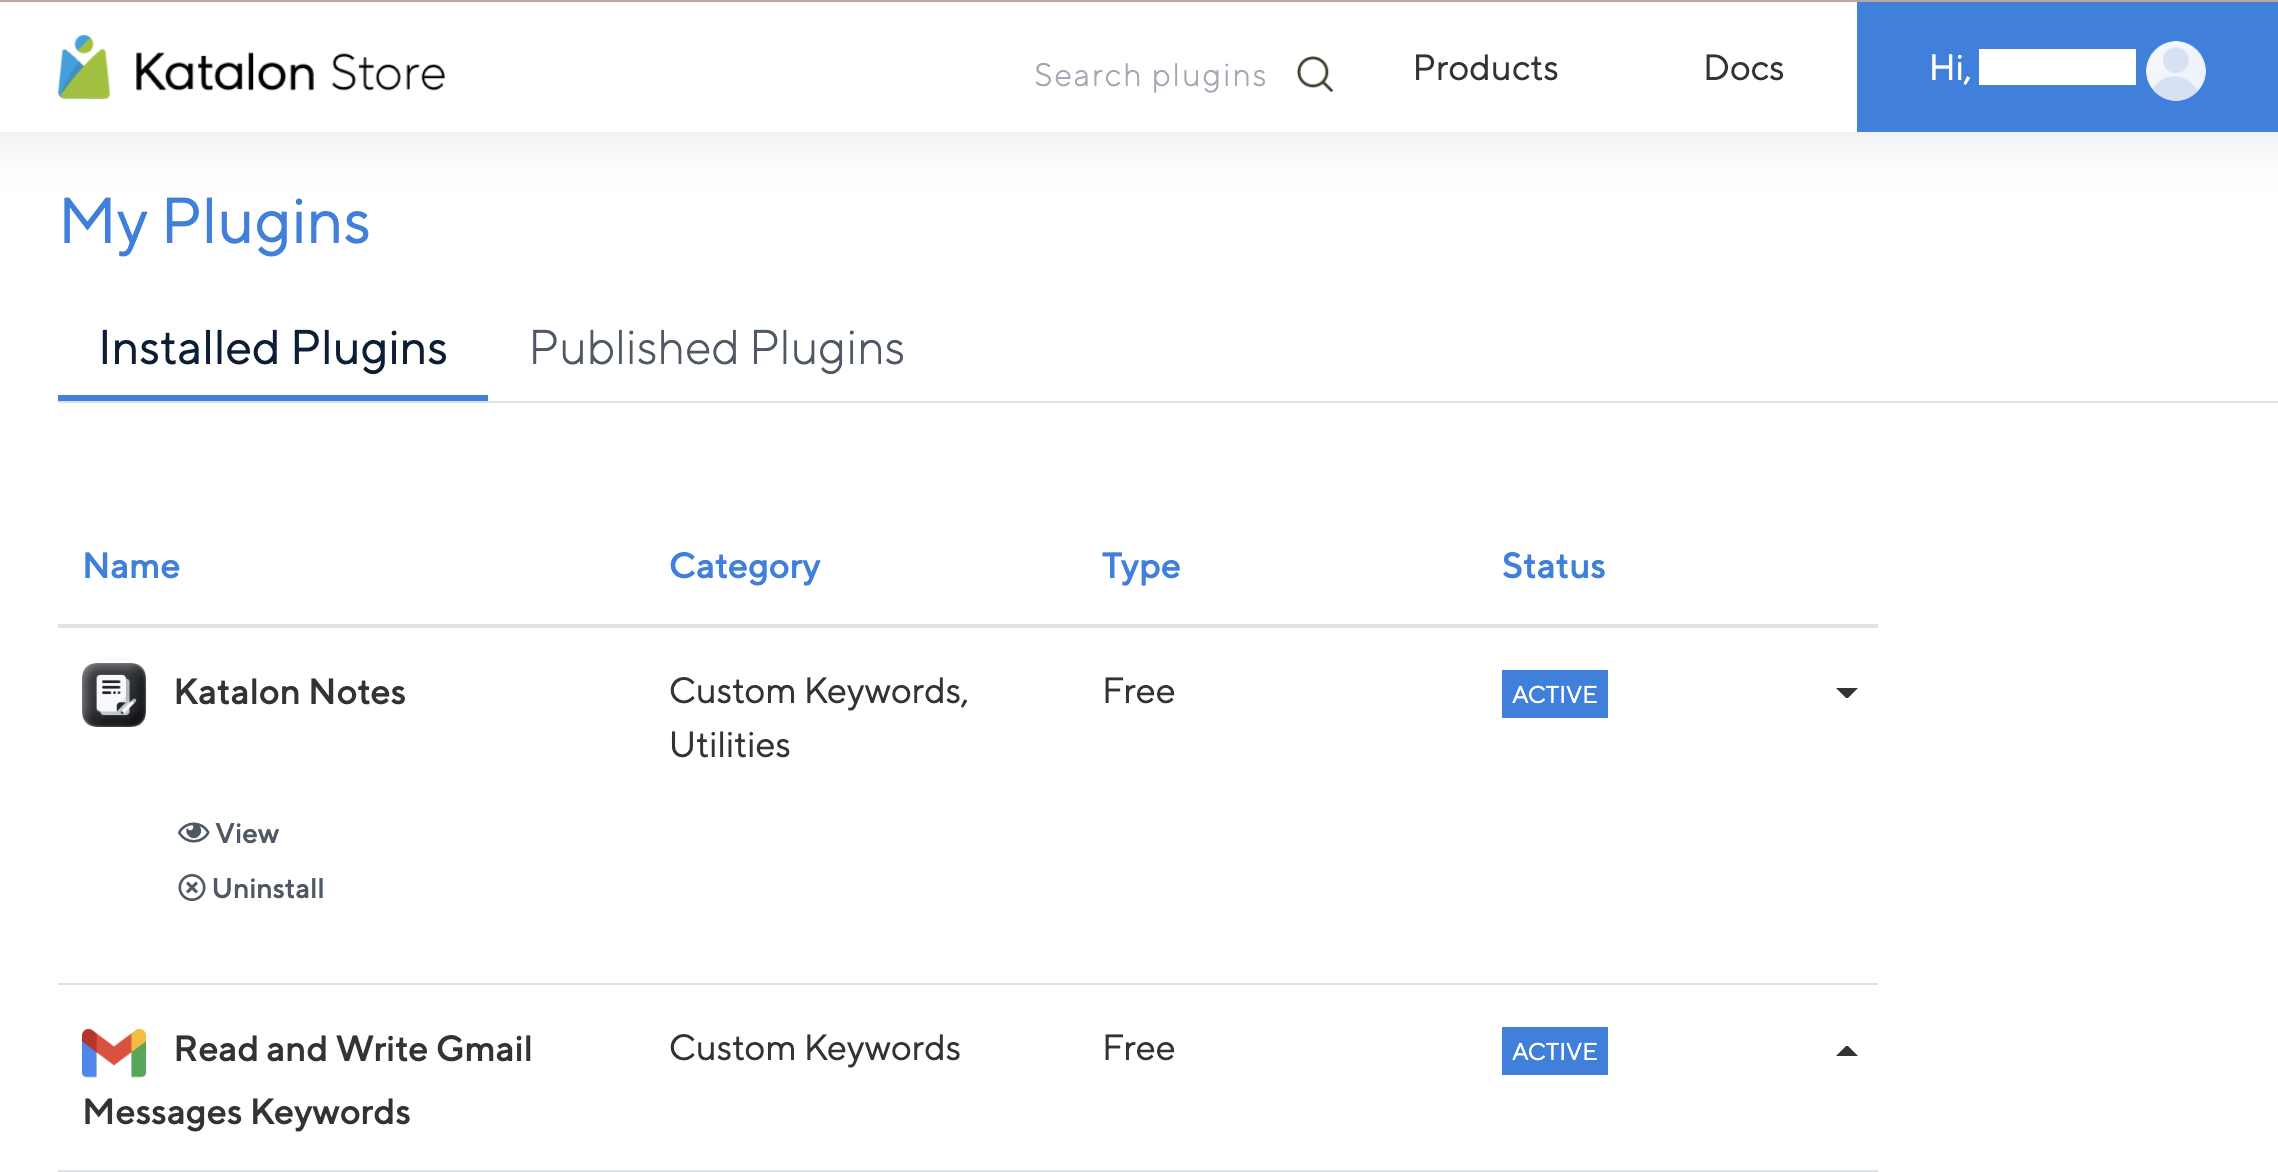 Katalon Store
Search plugins
Products
Docs
Hi,
My Plugins
Installed Plugins
Published Plugins
Name
Category
Type
Status
Katalon Notes
Custom Keywords,
Utilities
Free
ACTIVE
View
Uninstall
Read and Write Gmail
Messages Keywords
Custom Keywords
Free
ACTIVE